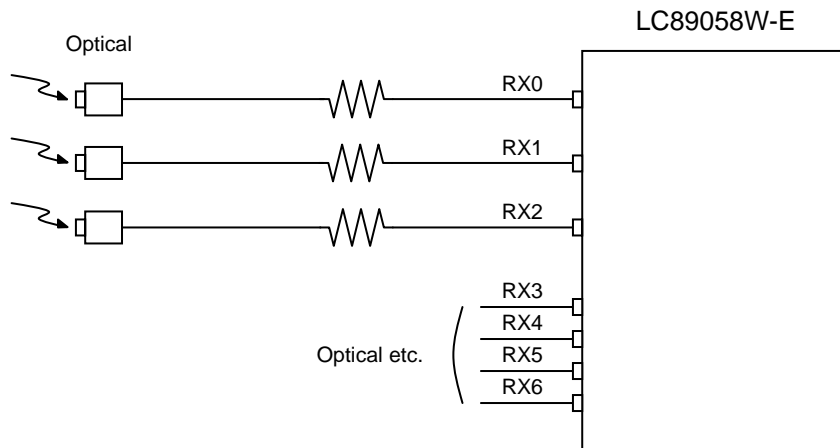 LC89058W-E
Optical
RX0
RX1
RX2
RX3
RX4
Optical etc.
RX5
RX6